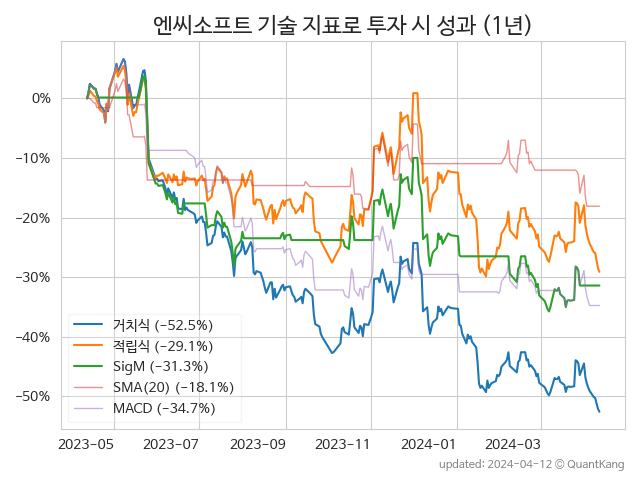 엔씨소프트 기술 지표로 투자 시 성과 (1년)
0%
−10%
−20%
−30%
−40%
−50%
거치식 (−52.5%)
적립식 (−29.1%)
SigM (−31.3%)
SMA(20) (−18.1%)
MACD (−34.7%)
2023-05 2023-07 2023-09 2023-11 2024-01 2024-03
updated: 2024-04-12 © QuantKang